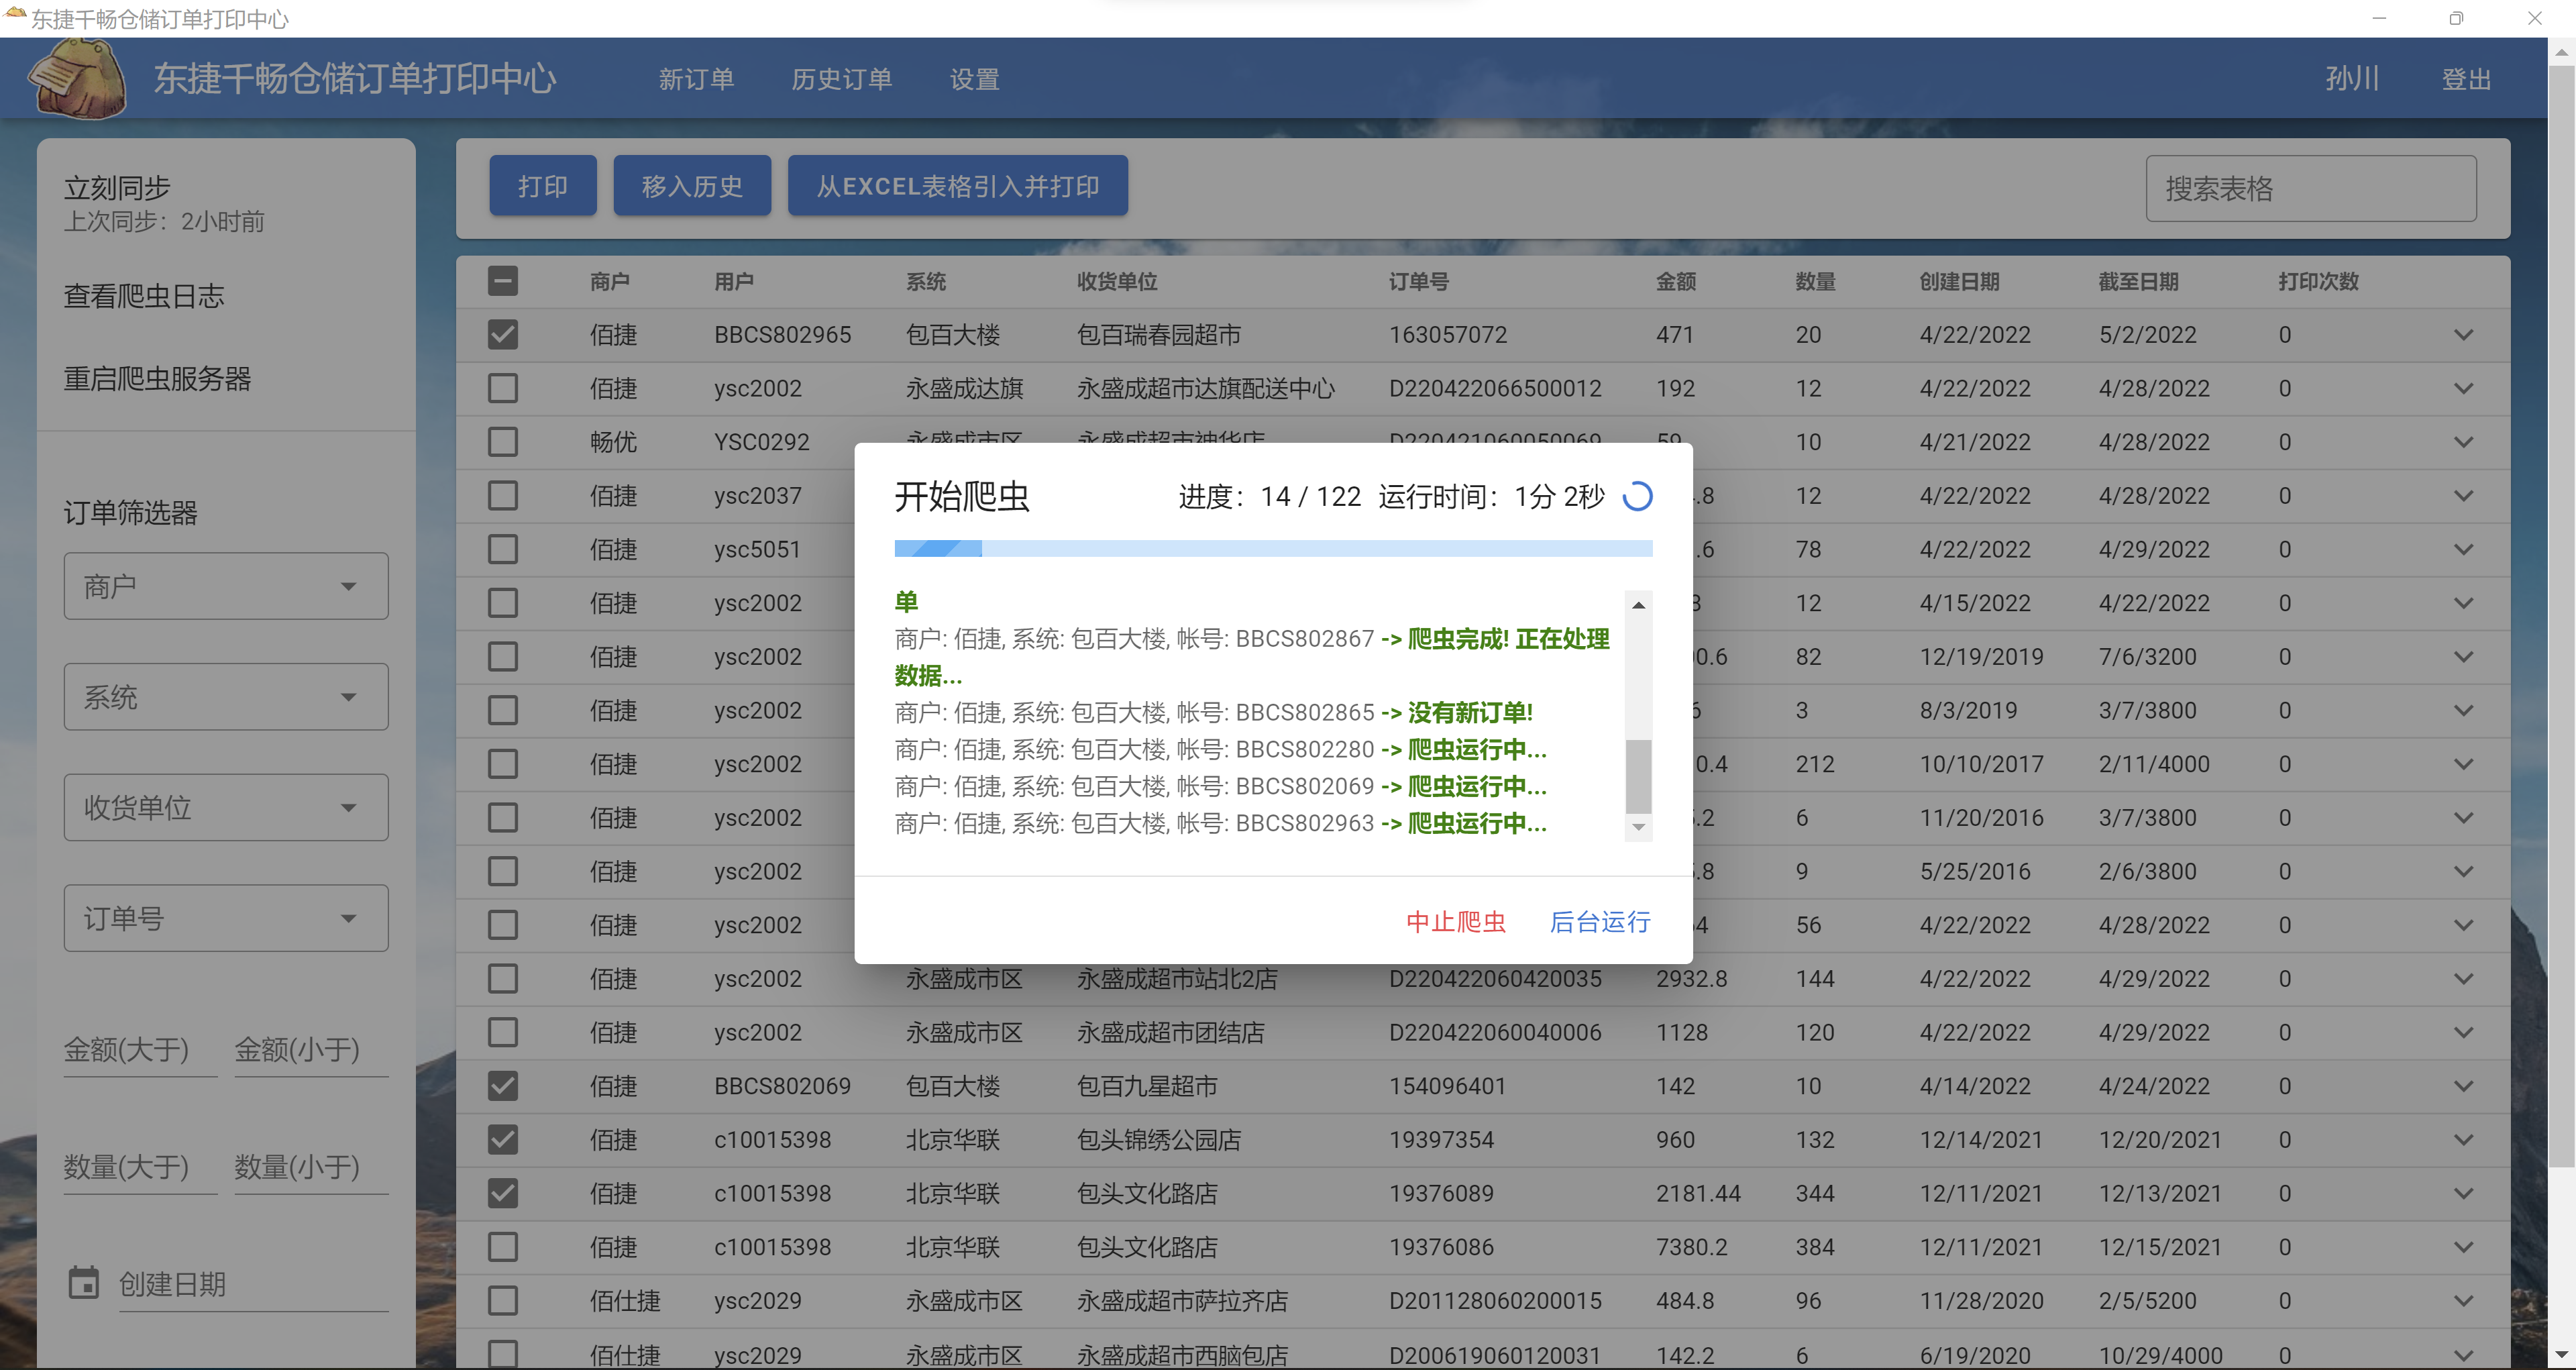 东捷千畅仓储订单打印中心
东捷千畅仓储订单打印中心 新订单 历史订单 设置 孙川 登出
立刻同步
上次同步：2小时前
查看爬虫日志
重启爬虫服务器
订单筛选器
商户
系统
收货单位
订单号
金额(大于) 金额(小于)
数量(大于) 数量(小于)
创建日期
打印 移入历史 从EXCEL表格引入并打印 搜索表格
商户 用户 系统 收货单位 订单号 金额 数量 创建日期 截至日期 打印次数
佰捷 BBCS802965 包百大楼 包百瑞春园超市 163057072 471 20 4/22/2022 5/2/2022 0
佰捷 ysc2002 永盛成达旗 永盛成超市达旗配送中心 D220422066500012 192 12 4/22/2022 4/28/2022 0
畅优 YSC0292 永盛成市区 永盛成超市神华店 D220421060050069 59 10 4/21/2022 4/28/2022 0
佰捷 ysc2037 .8 12 4/22/2022 4/28/2022 0
佰捷 ysc5051 .6 78 4/22/2022 4/29/2022 0
佰捷 ysc2002 12 4/15/2022 4/22/2022 0
佰捷 ysc2002 0.6 82 12/19/2019 7/6/3200 0
佰捷 ysc2002 3 8/3/2019 3/7/3800 0
佰捷 ysc2002 0.4 212 10/10/2017 2/11/4000 0
佰捷 ysc2002 .2 6 11/20/2016 3/7/3800 0
佰捷 ysc2002 .8 9 5/25/2016 2/6/3800 0
佰捷 ysc2002 4 56 4/22/2022 4/28/2022 0
佰捷 ysc2002 永盛成市区 永盛成超市站北2店 D220422060420035 2932.8 144 4/22/2022 4/29/2022 0
佰捷 ysc2002 永盛成市区 永盛成超市团结店 D220422060040006 1128 120 4/22/2022 4/29/2022 0
佰捷 BBCS802069 包百大楼 包百九星超市 154096401 142 10 4/14/2022 4/24/2022 0
佰捷 c10015398 北京华联 包头锦绣公园店 19397354 960 132 12/14/2021 12/20/2021 0
佰捷 c10015398 北京华联 包头文化路店 19376089 2181.44 344 12/11/2021 12/13/2021 0
佰捷 c10015398 北京华联 包头文化路店 19376086 7380.2 384 12/11/2021 12/15/2021 0
佰仕捷 ysc2029 永盛成市区 永盛成超市萨拉齐店 D201128060200015 484.8 96 11/28/2020 2/5/5200 0
佰仕捷 ysc2029 永盛成市区 永盛成超市西脑包店 D200619060120031 142.2 6 6/19/2020 10/29/4000 0
开始爬虫 进度：14 / 122 运行时间：1分 2秒
单
商户: 佰捷, 系统: 包百大楼, 帐号: BBCS802867 -> 爬虫完成! 正在处理
数据...
商户: 佰捷, 系统: 包百大楼, 帐号: BBCS802865 -> 没有新订单!
商户: 佰捷, 系统: 包百大楼, 帐号: BBCS802280 -> 爬虫运行中...
商户: 佰捷, 系统: 包百大楼, 帐号: BBCS802069 -> 爬虫运行中...
商户: 佰捷, 系统: 包百大楼, 帐号: BBCS802963 -> 爬虫运行中...
中止爬虫 后台运行